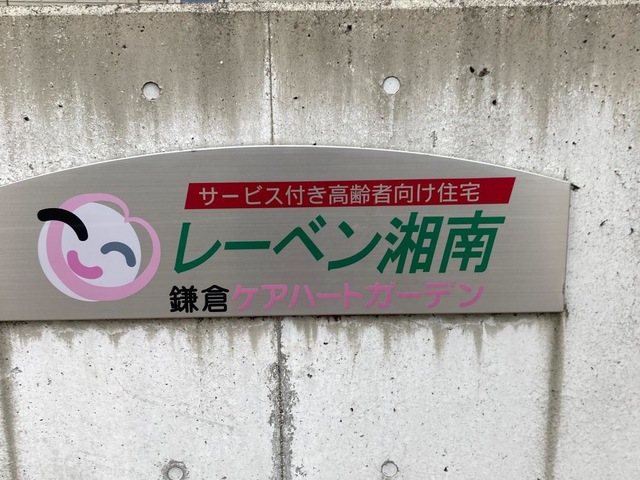 サービス付き高齢者向け住宅
レーベン湘南
鎌倉ケアハートガーデン